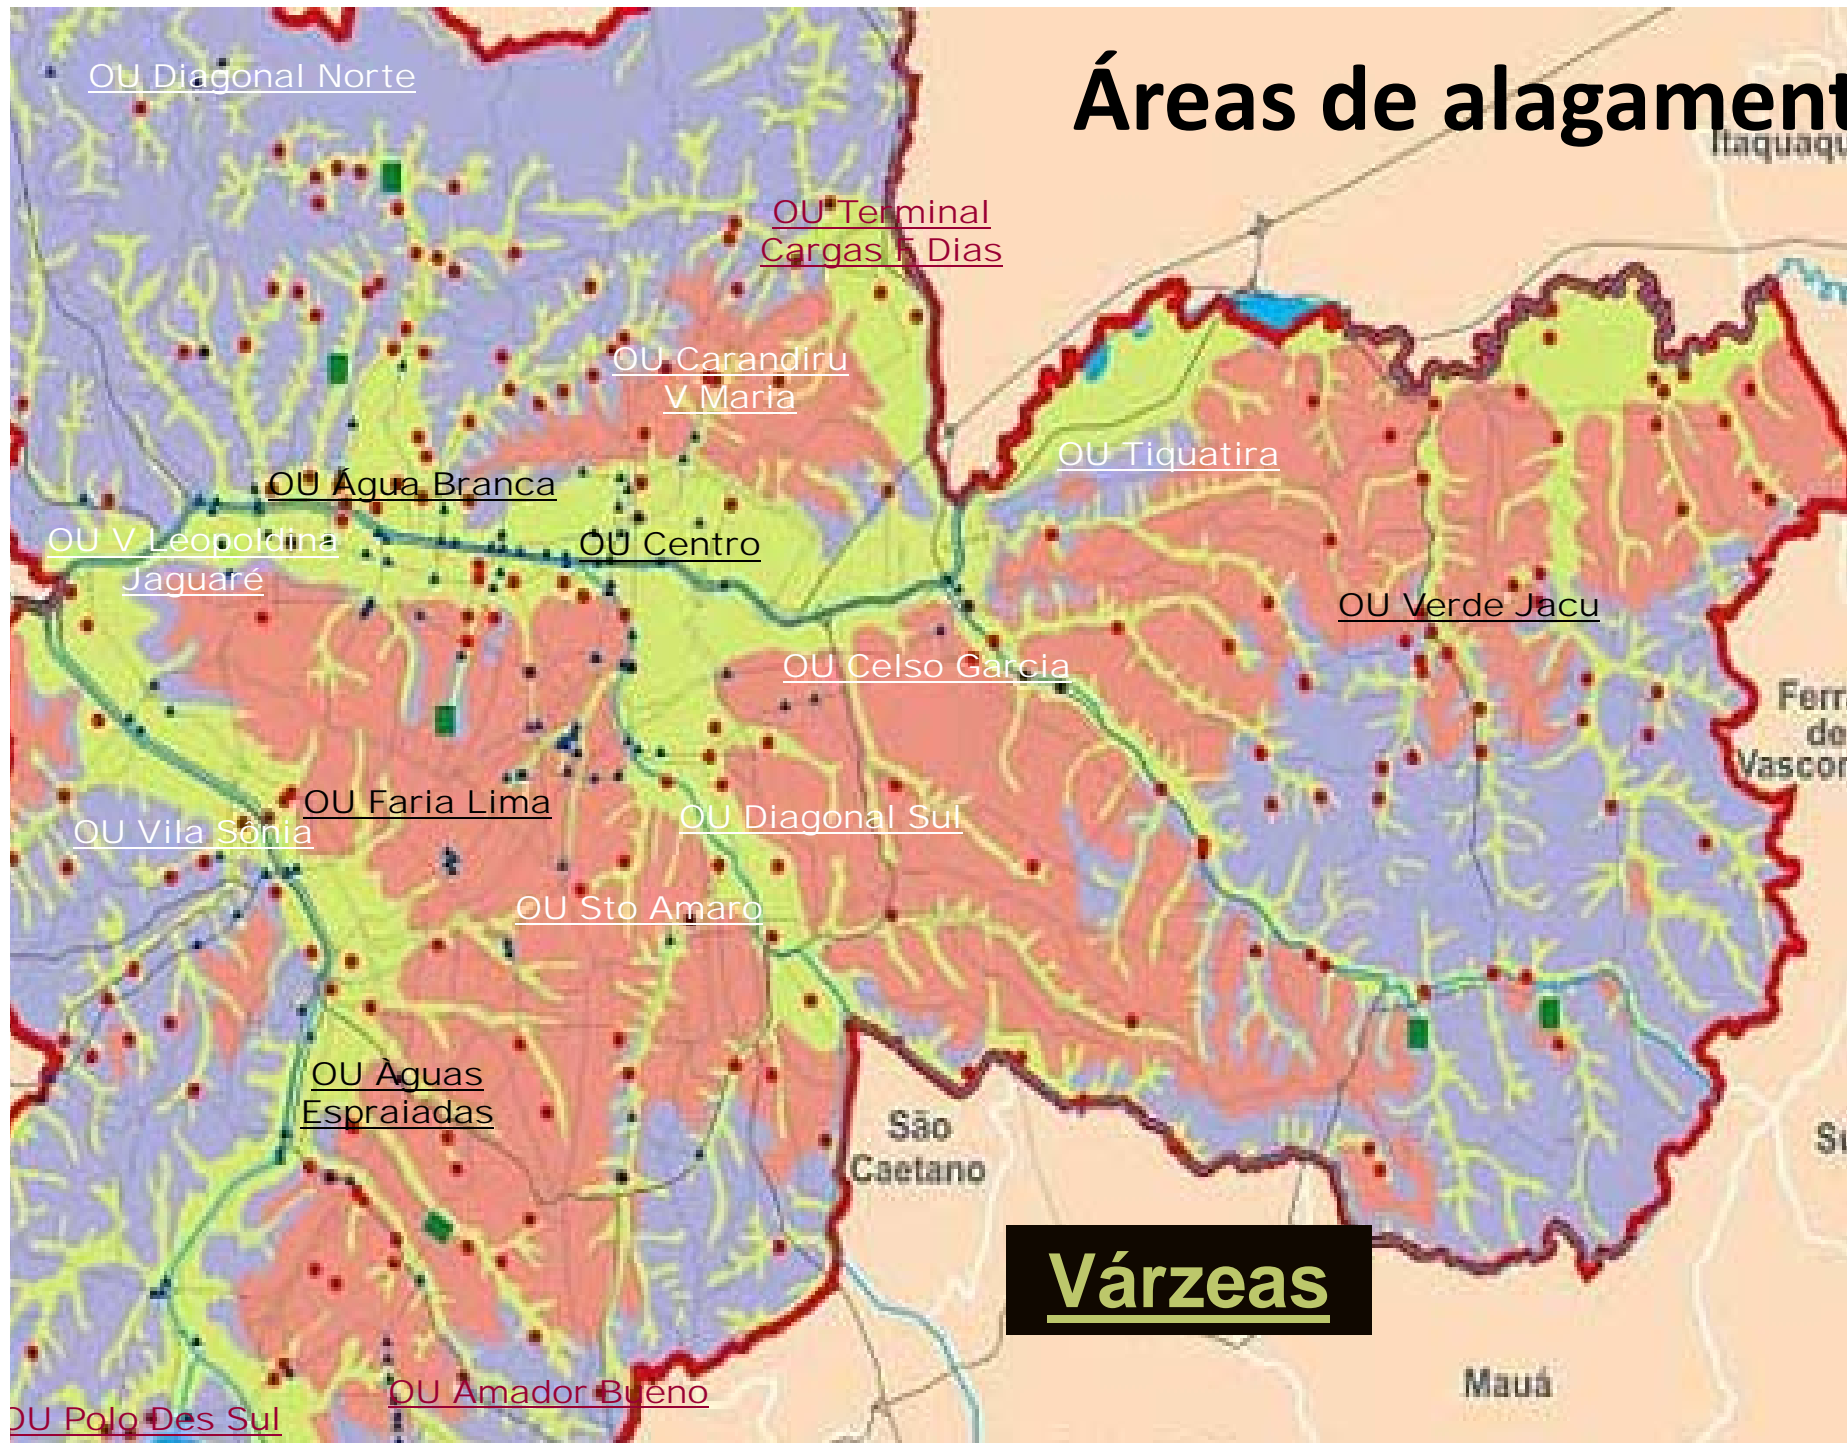 OU Diagonal Norte
Áreas de alagament
Itaquaqu
OU Terminal
Cargas F Dias
OU Carandiru
V Maria
OU Tiquatira
OU Água Branca
OU V Leopoldina
Jaguaré
OU Centro
OU Verde Jacu
OU Celso Garcia
Ferr
de
Vascon
OU Faria Lima
OU Vila Sônia
OU Diagonal Sul
OU Sto Amaro
OU Àguas
Espraiadas
São
Caetano
Su
Várzeas
Mauá
OU Amador Bueno
OU Polo Des Sul